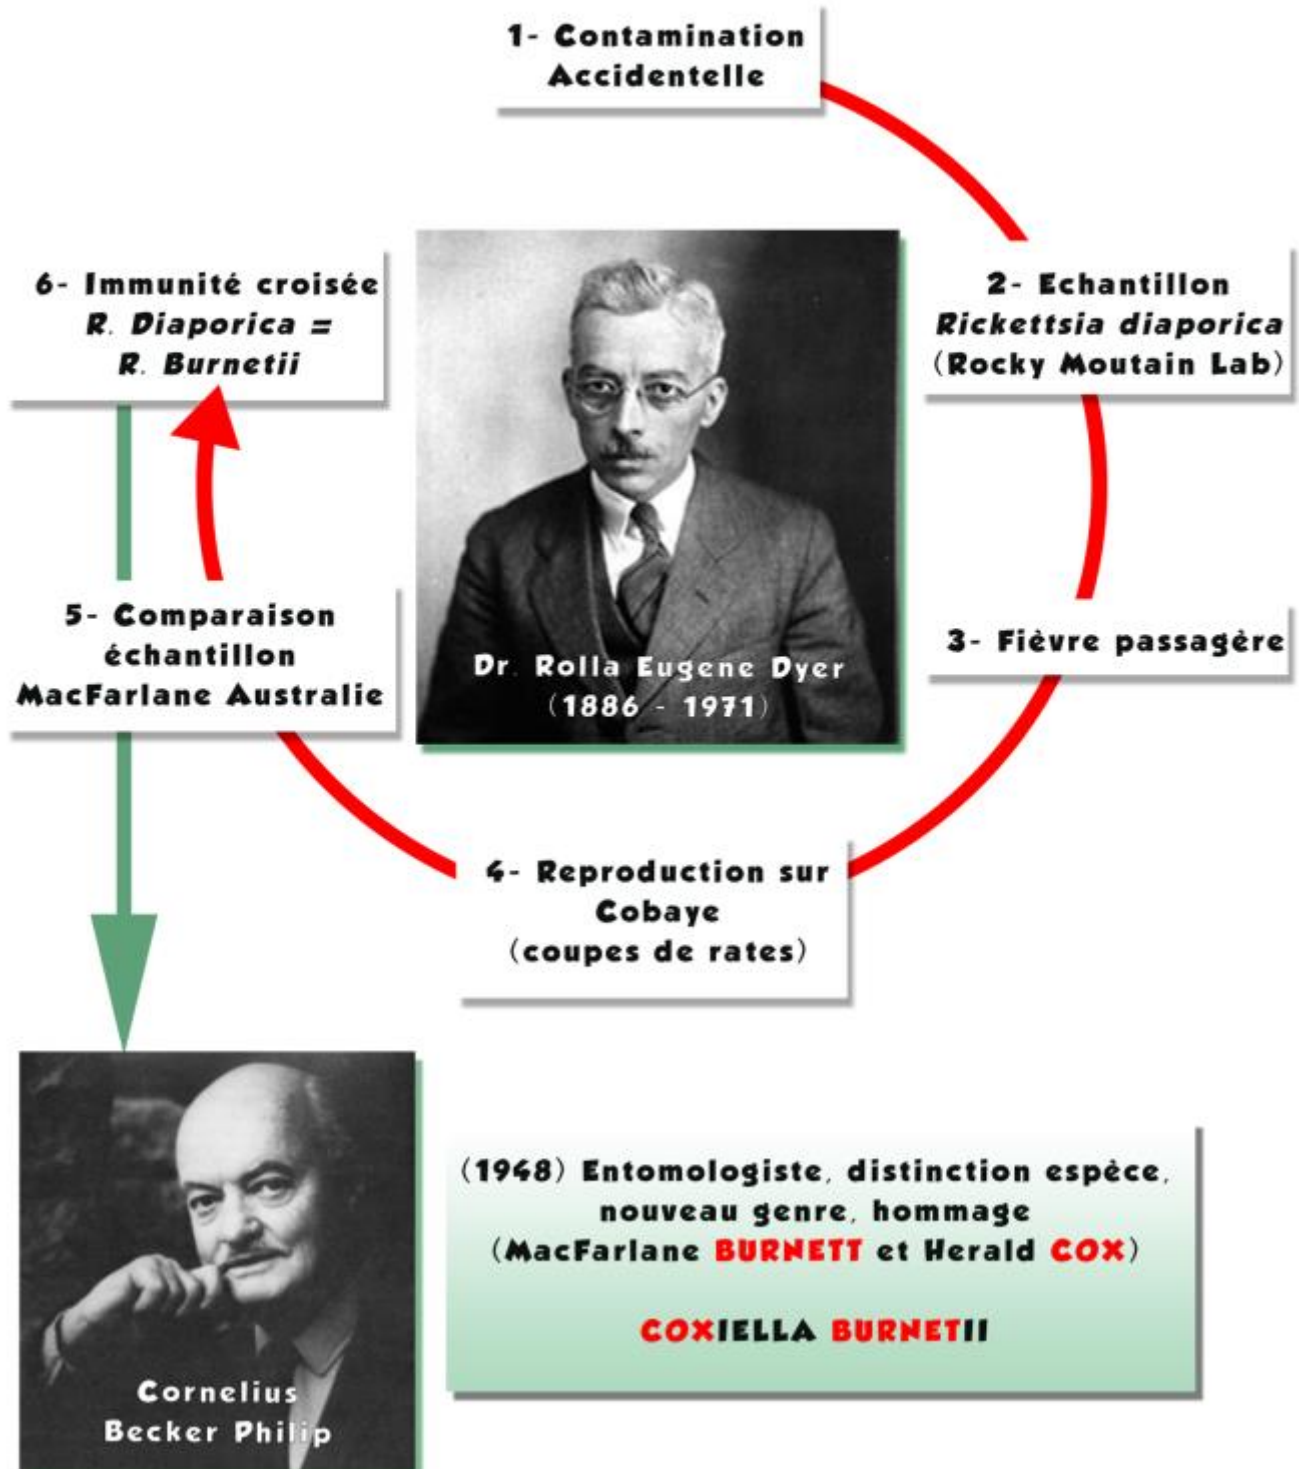 1- Contamination
Accidentelle
2- Echantillon
Rickettsia diaporica
(Rocky Moutain Lab)
3- Fièvre passagère
4- Reproduction sur
Cobaye
(coupes de rates)
5- Comparaison
échantillon
MacFarlane Australie
6- Immunité croisée
R. Diaporica =
R. Burnetii
Dr. Rolla Eugene Dyer
(1886 - 1971)
Cornelius
Becker Philip
(1948) Entomologiste, distinction espèce,
nouveau genre, hommage
(MacFarlane BURNETT et Herald COX)
COXIELLA BURNETII